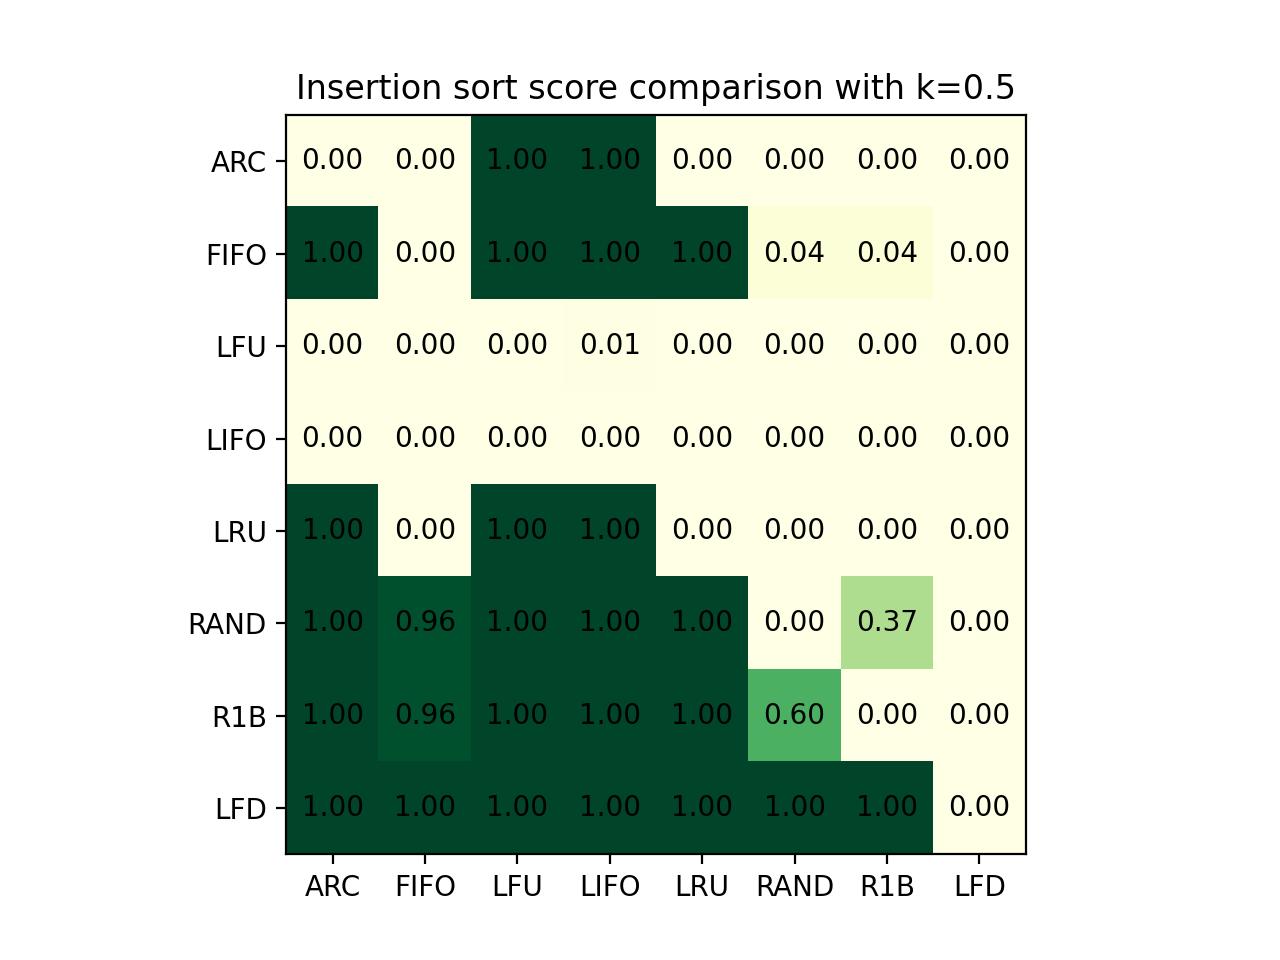 Insertion sort score comparison with k=0.5
ARC 0.00 0.00 1.00 1.00 0.00 0.00 0.00 0.00
FIFO 1.00 0.00 1.00 1.00 1.00 0.04 0.04 0.00
LFU 0.00 0.00 0.00 0.01 0.00 0.00 0.00 0.00
LIFO 0.00 0.00 0.00 0.00 0.00 0.00 0.00 0.00
LRU 1.00 0.00 1.00 1.00 0.00 0.00 0.00 0.00
RAND 1.00 0.96 1.00 1.00 1.00 0.00 0.37 0.00
R1B 1.00 0.96 1.00 1.00 1.00 0.60 0.00 0.00
LFD 1.00 1.00 1.00 1.00 1.00 1.00 1.00 0.00
ARC FIFO LFU LIFO LRU RAND R1B LFD